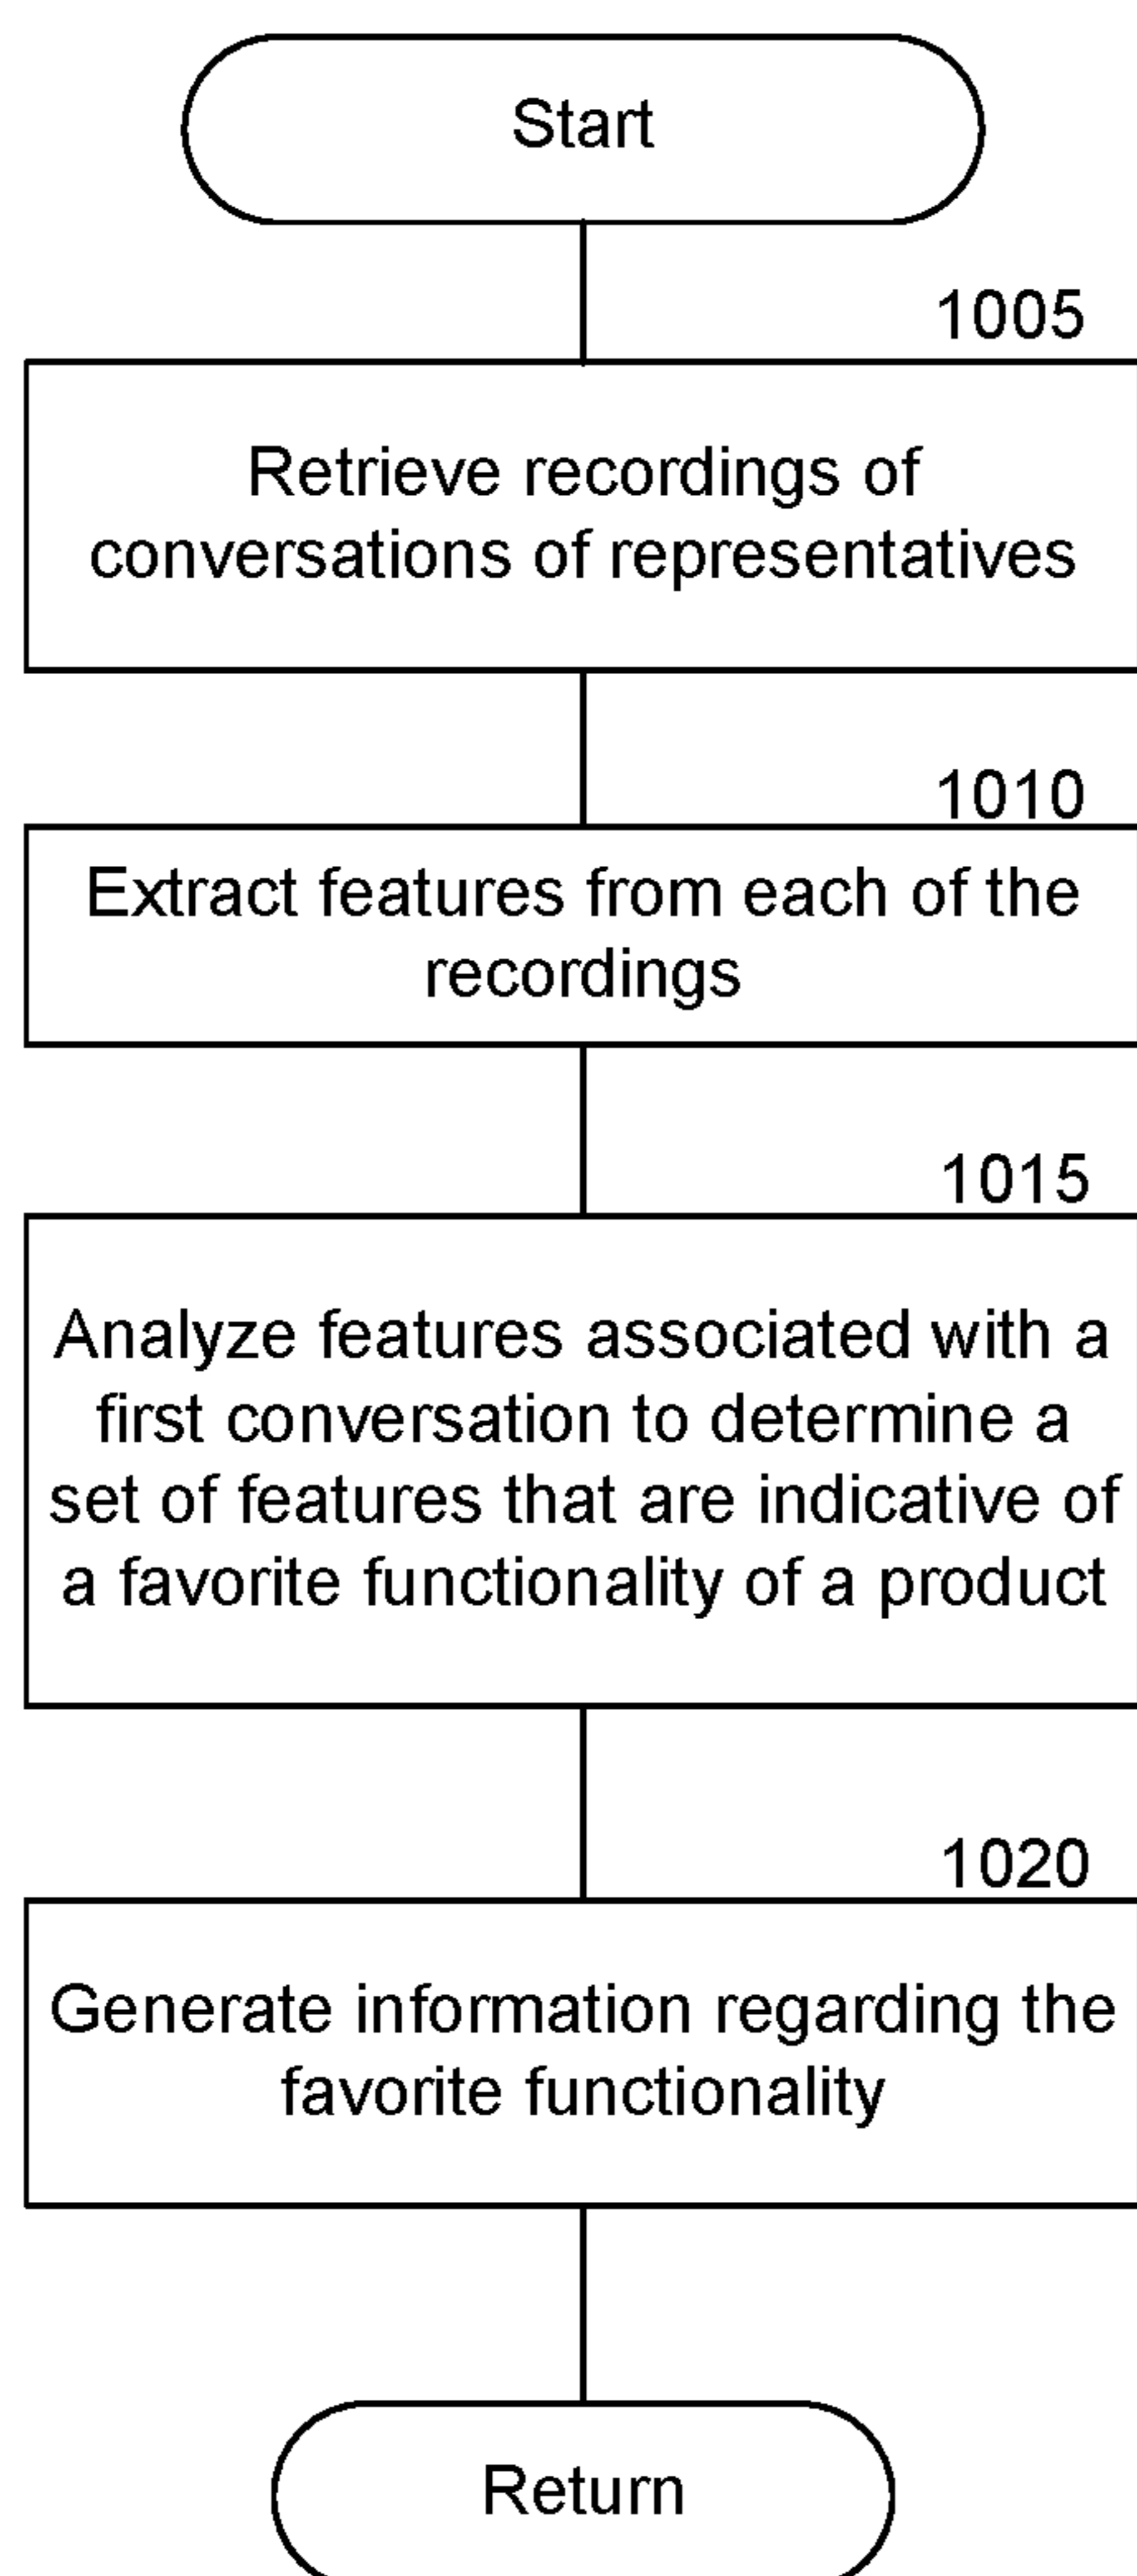 Start
1005
Retrieve recordings of
conversations of representatives
1010
Extract features from each of the
recordings
1015
Analyze features associated with a
first conversation to determine a
set of features that are indicative of
a favorite functionality of a product
1020
Generate information regarding the
favorite functionality
Return